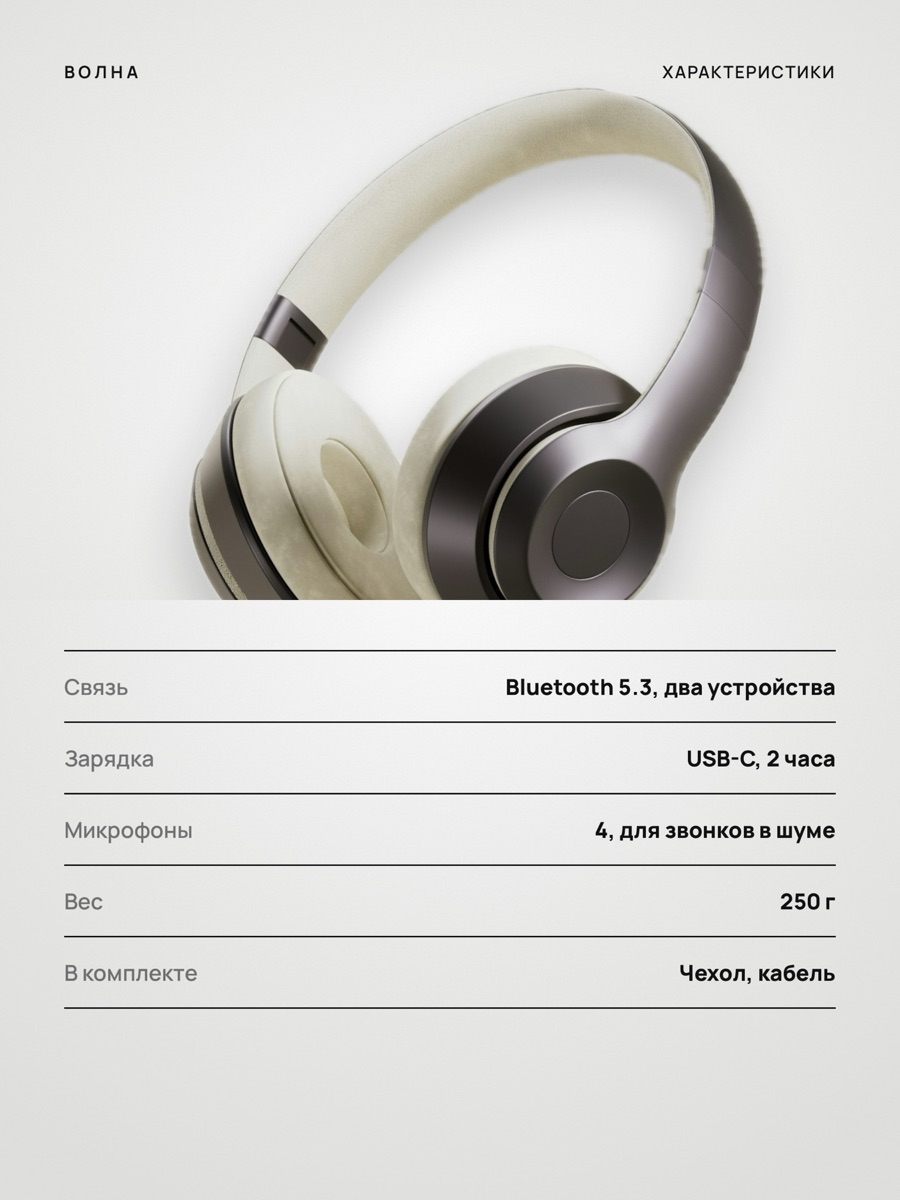 ВОЛНА
ХАРАКТЕРИСТИКИ
Связь
Bluetooth 5.3, два устройства
Зарядка
USB-C, 2 часа
Микрофоны
4, для звонков в шуме
Вес
250 г
В комплекте
Чехол, кабель